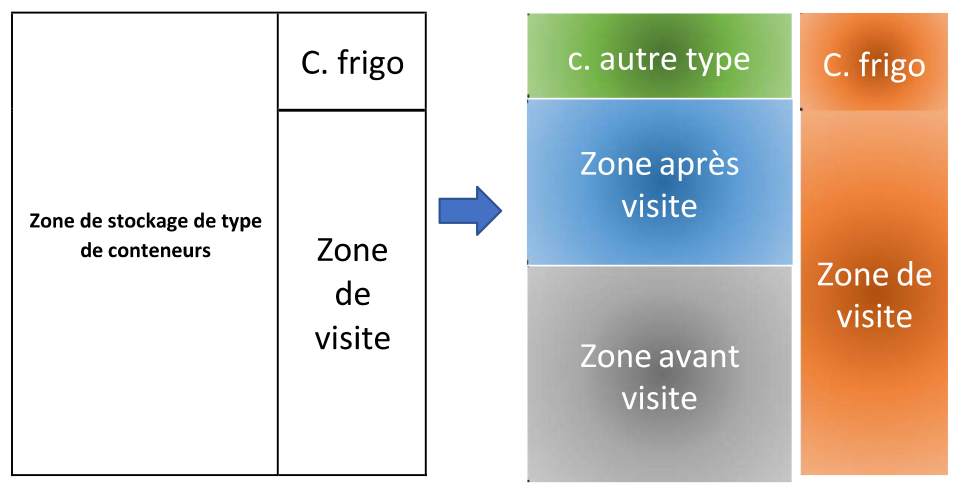 C. frigo
Zone de stockage de type
de conteneurs
Zone
de
visite
c. autre type
C. frigo
Zone après
visite
Zone de
visite
Zone avant
visite